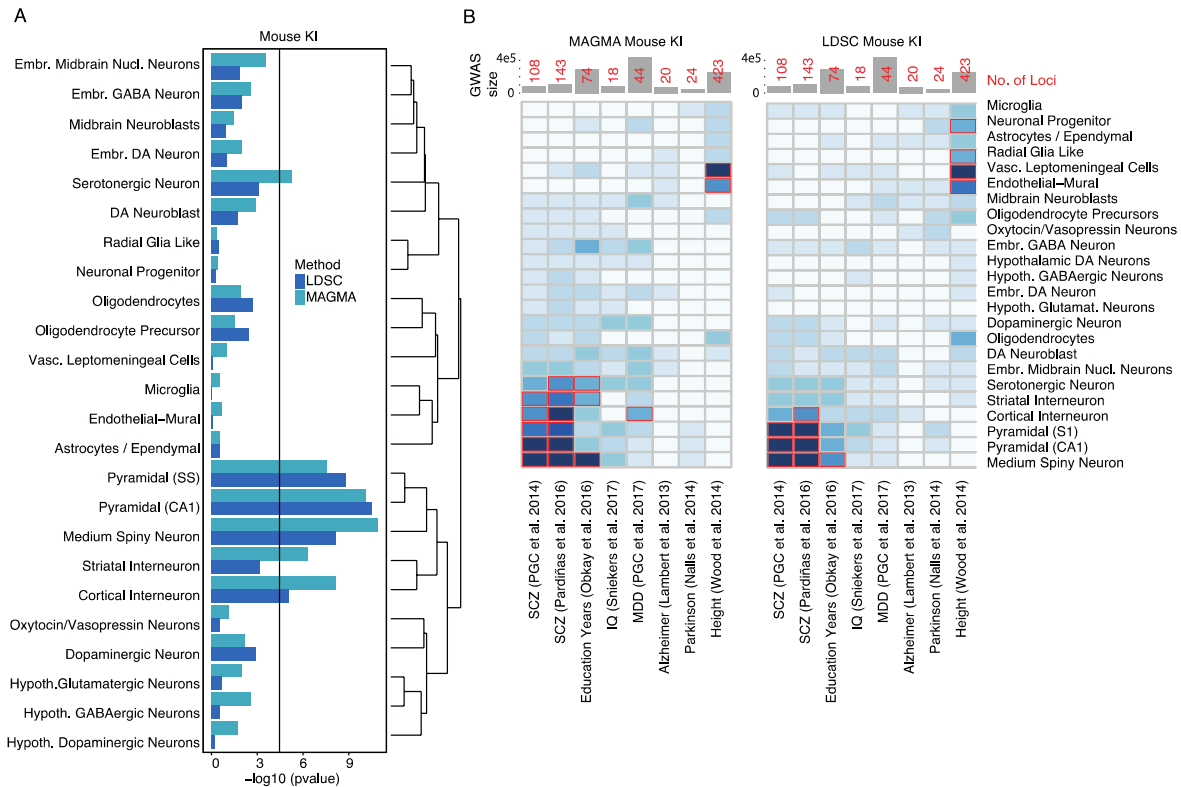 A
Mouse KI
Embr. Midbrain Nucl. Neurons
Embr. GABA Neuron
Midbrain Neuroblasts
Embr. DA Neuron
Serotonergic Neuron
DA Neuroblast
Radial Glia Like
Neuronal Progenitor
Oligodendrocytes
Oligodendrocyte Precursor
Vasc. Leptomeningeal Cells
Microglia
Endothelial-Mural
Astrocytes / Ependymal
Pyramidal (SS)
Pyramidal (CA1)
Medium Spiny Neuron
Striatal Interneuron
Cortical Interneuron
Oxytocin/Vasopressin Neurons
Dopaminergic Neuron
Hypoth.Glutamatergic Neurons
Hypoth. GABAergic Neurons
Hypoth. Dopaminergic Neurons
Method
LDSC
MAGMA
0 3 6 9
−log10 (pvalue)
B
MAGMA Mouse KI
LDSC Mouse KI
GWAS size
4e5
0
108 143 74 18 44 20 24 423
4e5
0
108 143 74 18 44 20 24 423
No. of Loci
Microglia
Neuronal Progenitor
Astrocytes / Ependymal
Radial Glia Like
Vasc. Leptomeningeal Cells
Endothelial−Mural
Midbrain Neuroblasts
Oligodendrocyte Precursors
Oxytocin/Vasopressin Neurons
Embr. GABA Neuron
Hypothalamic DA Neurons
Hypoth. GABAergic Neurons
Embr. DA Neuron
Hypoth. Glutamat. Neurons
Dopaminergic Neuron
Oligodendrocytes
DA Neuroblast
Embr. Midbrain Nucl. Neurons
Serotonergic Neuron
Striatal Interneuron
Cortical Interneuron
Pyramidal (S1)
Pyramidal (CA1)
Medium Spiny Neuron
SCZ (PGC et al. 2014)
SCZ (Pardiñas et al. 2016)
Education Years (Obkay et al. 2016)
IQ (Sniekers et al. 2017)
MDD (PGC et al. 2017)
Alzheimer (Lambert et al. 2013)
Parkinson (Nalls et al. 2014)
Height (Wood et al. 2014)
SCZ (PGC et al. 2014)
SCZ (Pardiñas et al. 2016)
Education Years (Obkay et al. 2016)
IQ (Sniekers et al. 2017)
MDD (PGC et al. 2017)
Alzheimer (Lambert et al. 2013)
Parkinson (Nalls et al. 2014)
Height (Wood et al. 2014)